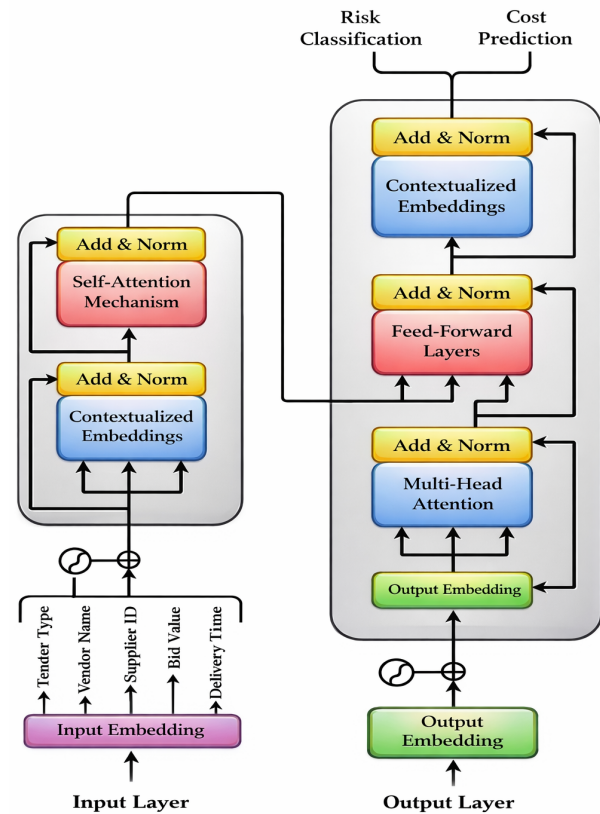 Risk
Classification
Cost
Prediction
Add & Norm
Contextualized
Embeddings
Add & Norm
Feed-Forward
Layers
Add & Norm
Multi-Head
Attention
Output Embedding
Output
Embedding
Output Layer
Add & Norm
Self-Attention
Mechanism
Add & Norm
Contextualized
Embeddings
Tender Type
Vendor Name
Supplier ID
Bid Value
Delivery Time
Input Embedding
Input Layer